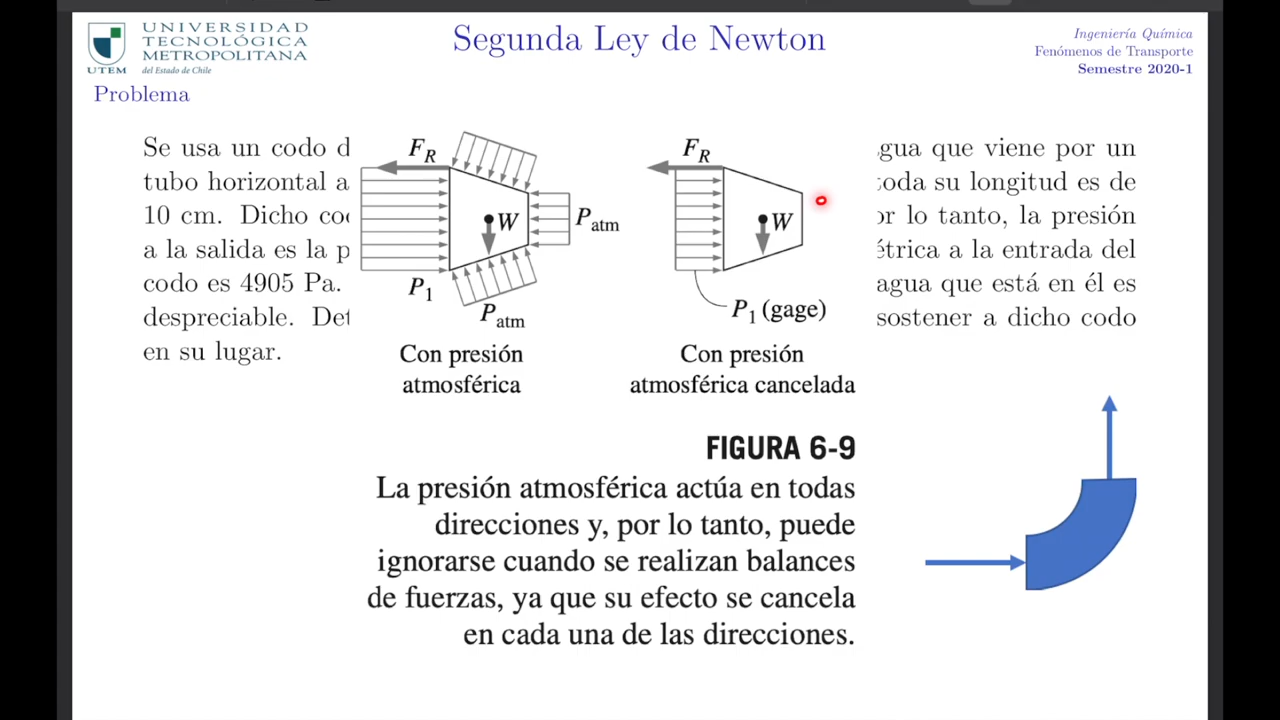 UNIVERSIDAD
TECNOLÓGICA
METROPOLITANA
UTEM
del Estado de Chile
Segunda Ley de Newton
Ingeniería Química
Fenómenos de Transporte
Semestre 2020-1
Problema
Se usa un codo
que viene por un
tubo horizontal a
toda su longitud es de
10 cm. Dicho
por lo tanto, la presión
a la salida es la
a la entrada del
codo es 4905 Pa.
agua que está en él es
despreciable.
sostener a dicho codo
en su lugar.
F_R
W
P_atm
P_1
P_atm
Con presión
atmosférica
F_R
W
P_1 (gage)
Con presión
atmosférica cancelada
FIGURA 6-9
La presión atmosférica actúa en todas
direcciones y, por lo tanto, puede
ignorarse cuando se realizan balances
de fuerzas, ya que su efecto se cancela
en cada una de las direcciones.